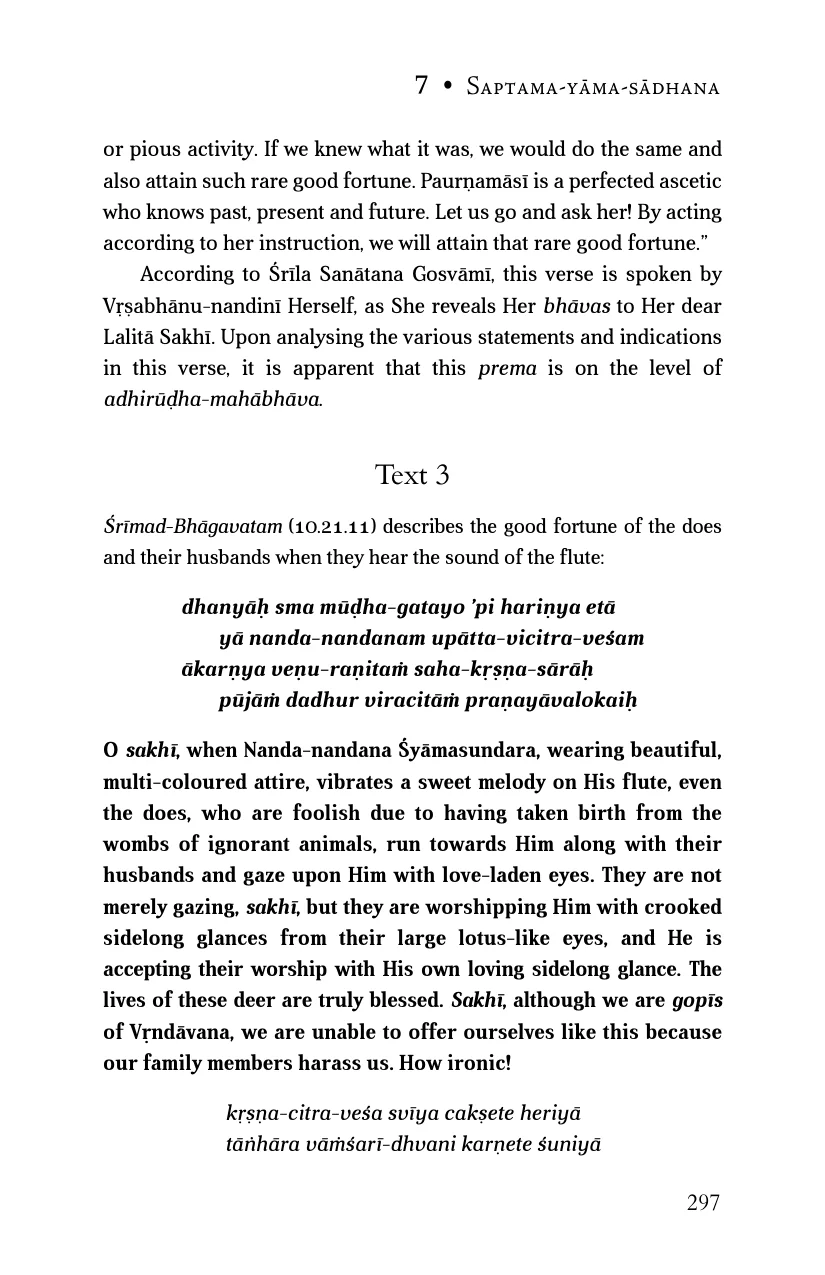 7 • Saptama-yāma-sādhana
or pious activity. If we knew what it was, we would do the same and
also attain such rare good fortune. Paurṇamāsī is a perfected ascetic
who knows past, present and future. Let us go and ask her! By acting
according to her instruction, we will attain that rare good fortune.”
According to Śrīla Sanātana Gosvāmī, this verse is spoken by
Vṛṣabhānu-nandinī Herself, as She reveals Her bhāvas to Her dear
Lalitā Sakhī. Upon analysing the various statements and indications
in this verse, it is apparent that this prema is on the level of
adhirūḍha-mahābhāva.
Text 3
Śrīmad-Bhāgavatam (10.21.11) describes the good fortune of the does
and their husbands when they hear the sound of the flute:
dhanyāḥ sma mūḍha-gatayo ’pi hariṇya etā
yā nanda-nandanam upātta-vicitra-veśam
ākarṇya veṇu-raṇitaṁ saha-kṛṣṇa-sārāḥ
pūjāṁ dadhur viracitāṁ praṇayāvalokaiḥ
O sakhī, when Nanda-nandana Śyāmasundara, wearing beautiful,
multi-coloured attire, vibrates a sweet melody on His flute, even
the does, who are foolish due to having taken birth from the
wombs of ignorant animals, run towards Him along with their
husbands and gaze upon Him with love-laden eyes. They are not
merely gazing, sakhī, but they are worshipping Him with crooked
sidelong glances from their large lotus-like eyes, and He is
accepting their worship with His own loving sidelong glance. The
lives of these deer are truly blessed. Sakhī, although we are gopīs
of Vṛndāvana, we are unable to offer ourselves like this because
our family members harass us. How ironic!
kṛṣṇa-citra-veśa svīya cakṣete heriyā
tāṅhāra vāṁśarī-dhvani karṇete śuniyā
297